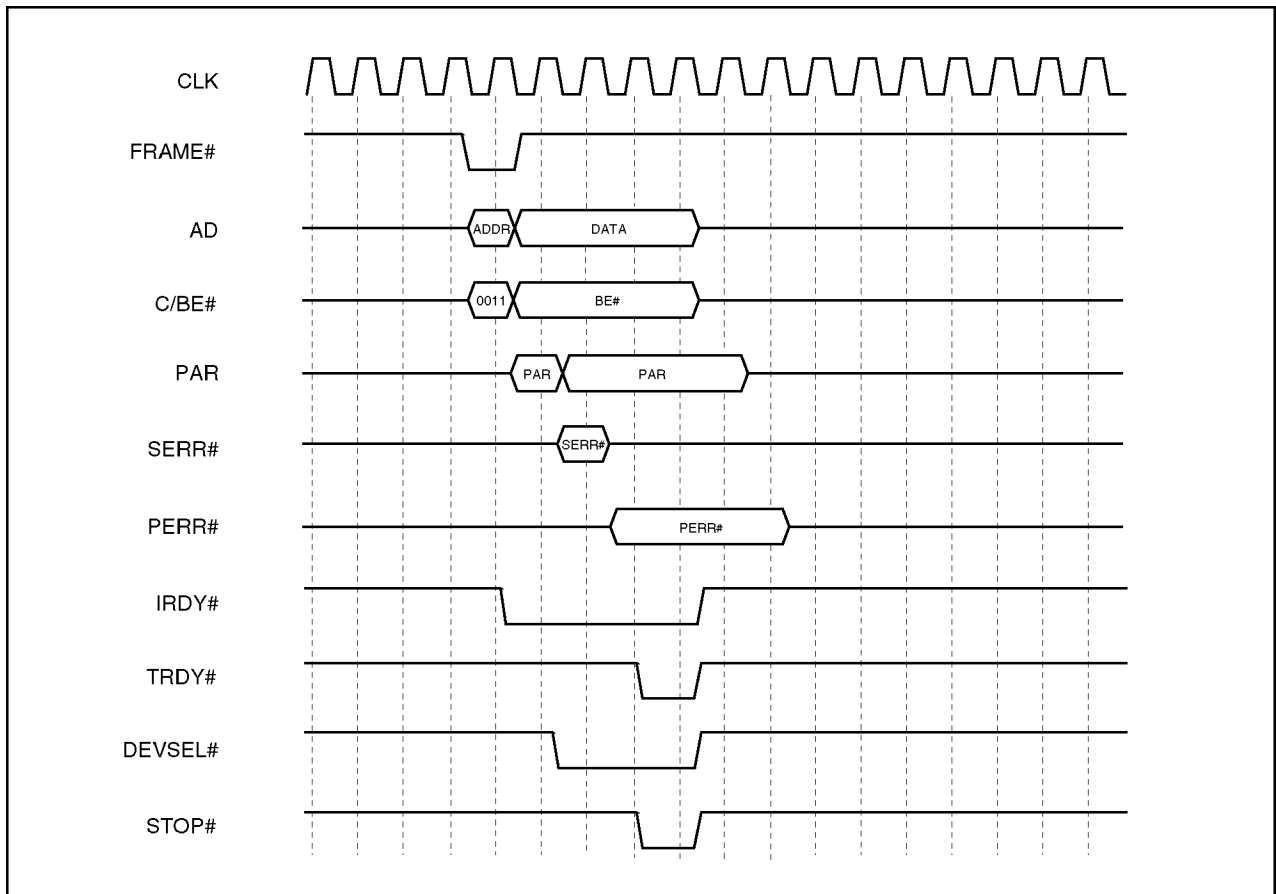 CLK
FRAME#
AD
ADDR DATA
C/BE#
0011 BE#
PAR
PAR PAR
SERR#
SERR#
PERR#
PERR#
IRDY#
TRDY#
DEVSEL#
STOP#